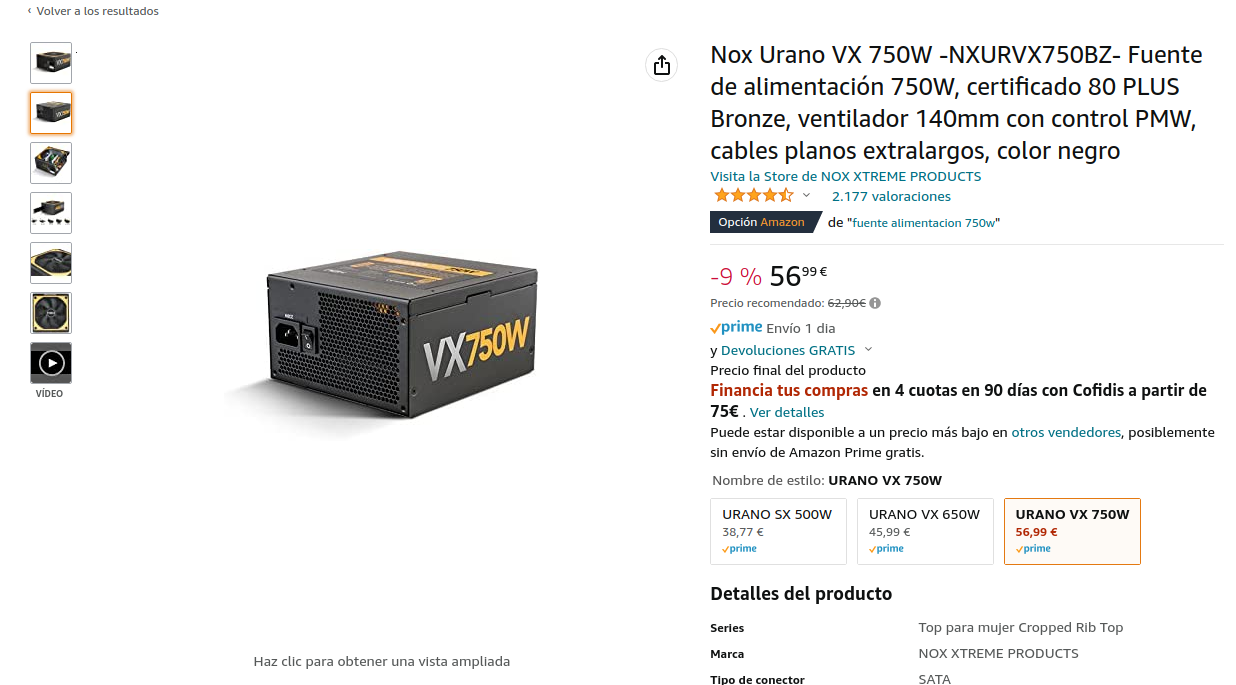 ‹ Volver a los resultados
Nox Urano VX 750W -NXURVX750BZ- Fuente
de alimentación 750W, certificado 80 PLUS
Bronze, ventilador 140mm con control PMW,
cables planos extralargos, color negro
Visita la Store de NOX XTREME PRODUCTS
2.177 valoraciones
Opción Amazon de "fuente alimentacion 750w"
-9 % 56,99 €
Precio recomendado: 62,90€
prime Envío 1 dia
y Devoluciones GRATIS
Precio final del producto
Financia tus compras en 4 cuotas en 90 días con Cofidis a partir de
75€ . Ver detalles
Puede estar disponible a un precio más bajo en otros vendedores, posiblemente
sin envío de Amazon Prime gratis.
Nombre de estilo: URANO VX 750W
URANO SX 500W
38,77 €
prime
URANO VX 650W
45,99 €
prime
URANO VX 750W
56,99 €
prime
Detalles del producto
Series Top para mujer Cropped Rib Top
Marca NOX XTREME PRODUCTS
Tipo de conector SATA
VX750W
750W
VÍDEO
Haz clic para obtener una vista ampliada